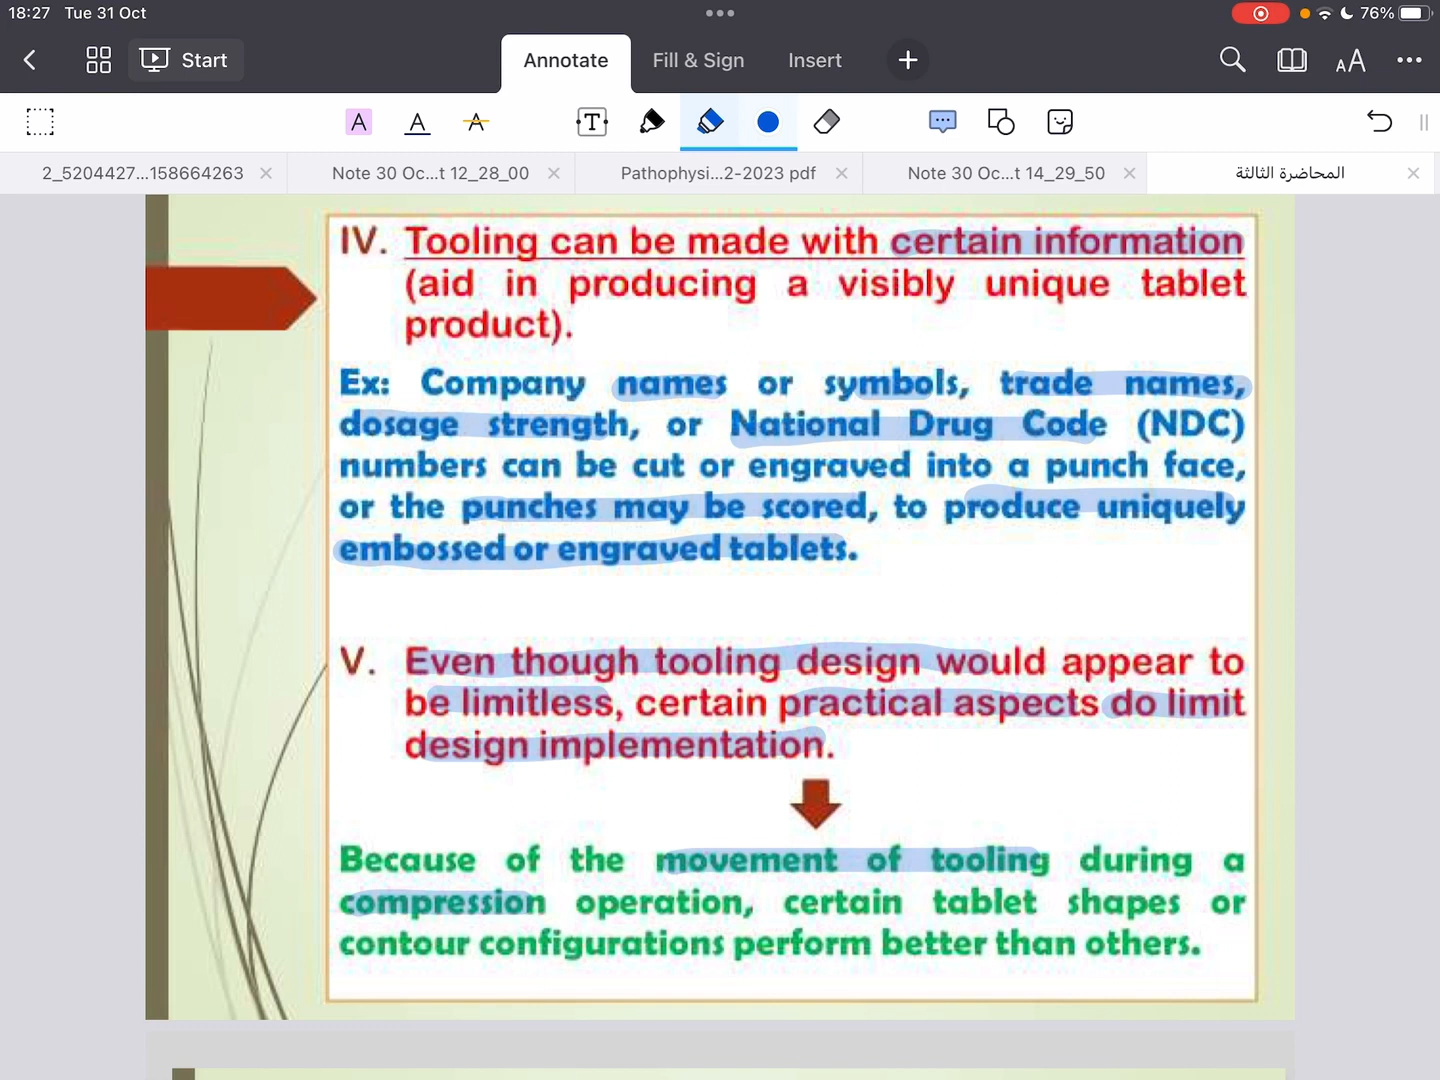 18:27 Tue 31 Oct
76%
Start
Annotate
Fill & Sign
Insert
2_5204427...158664263
Note 30 Oc...t 12_28_00
Pathophysi...2-2023 pdf
Note 30 Oc...t 14_29_50
المحاضرة الثالثة
IV. Tooling can be made with certain information
(aid in producing a visibly unique tablet
product).
Ex: Company names or symbols, trade names,
dosage strength, or National Drug Code (NDC)
numbers can be cut or engraved into a punch face,
or the punches may be scored, to produce uniquely
embossed or engraved tablets.
V. Even though tooling design would appear to
be limitless, certain practical aspects do limit
design implementation.
Because of the movement of tooling during a
compression operation, certain tablet shapes or
contour configurations perform better than others.